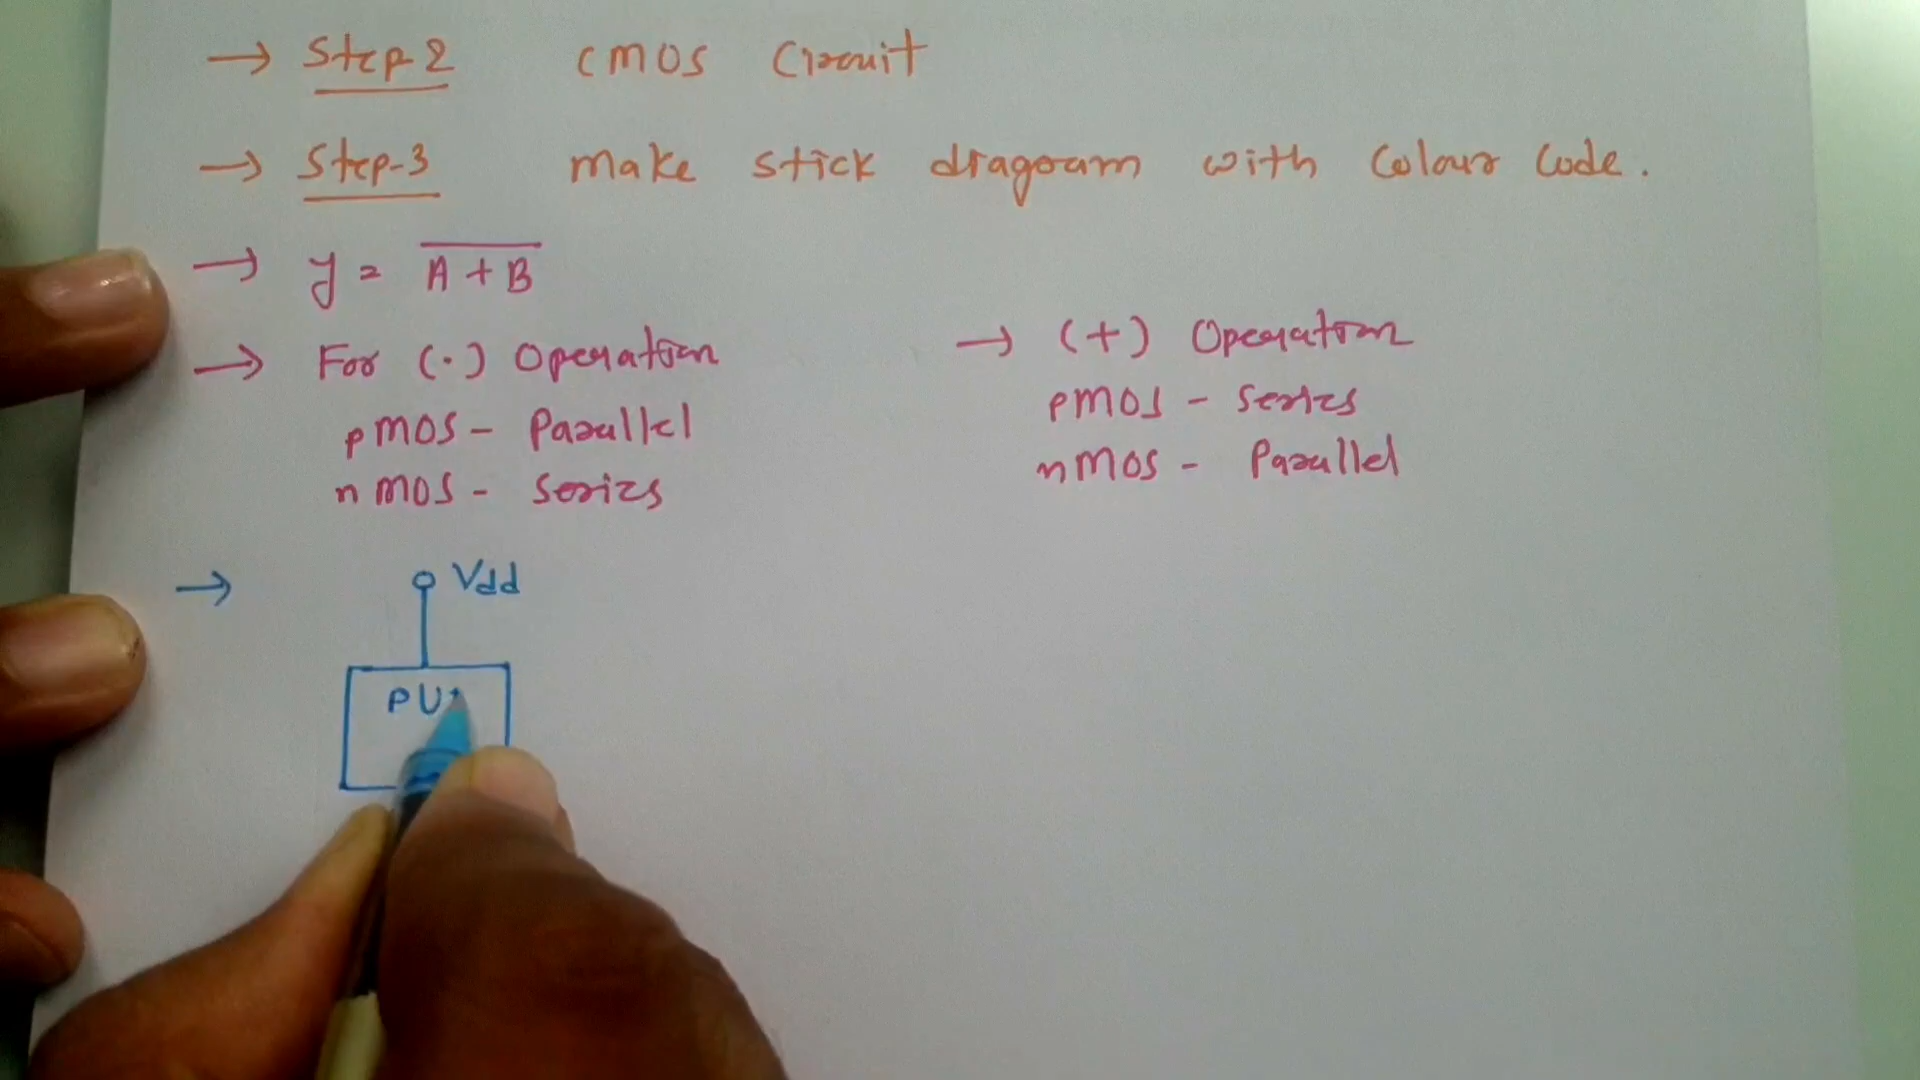 → Step-2 CMOS Circuit
→ Step-3 Make stick diagram with Colour Code.
→ y = \overline{A + B}
→ For (·) Operation
pMOS - Parallel
nMOS - Series
→ (+) Operation
pMOS - Series
nMOS - Parallel
→ Vdd
PU